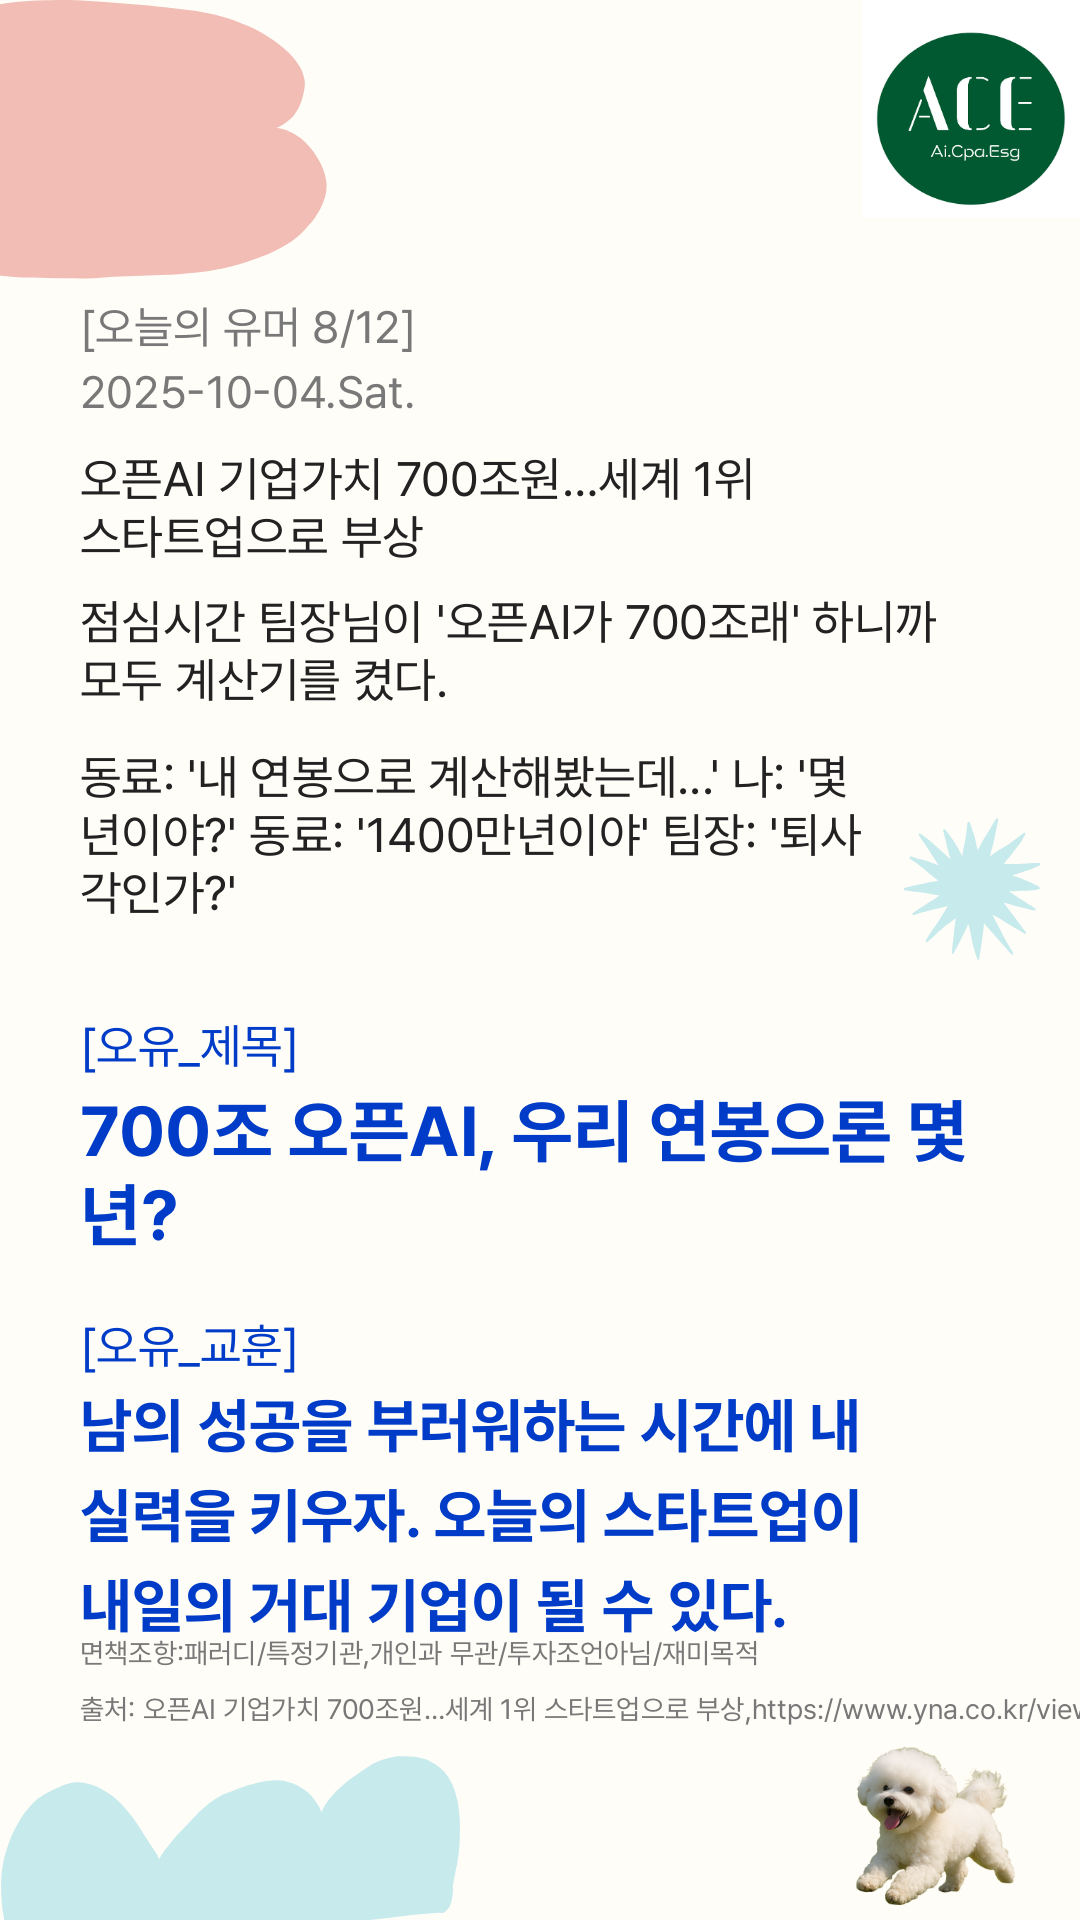 ACE
Ai.Cpa.Esg
[오늘의 유머 8/12]
2025-10-04.Sat.
오픈AI 기업가치 700조원...세계 1위
스타트업으로 부상
점심시간 팀장님이 '오픈AI가 700조래' 하니까
모두 계산기를 켰다.
동료: '내 연봉으로 계산해봤는데...' 나: '몇
년이야?' 동료: '1400만년이야' 팀장: '퇴사
각인가?'
[오유_제목]
700조 오픈AI, 우리 연봉으론 몇
년?
[오유_교훈]
남의 성공을 부러워하는 시간에 내
실력을 키우자. 오늘의 스타트업이
내일의 거대 기업이 될 수 있다.
면책조항:패러디/특정기관,개인과 무관/투자조언아님/재미목적
출처: 오픈AI 기업가치 700조원...세계 1위 스타트업으로 부상,https://www.yna.co.kr/view